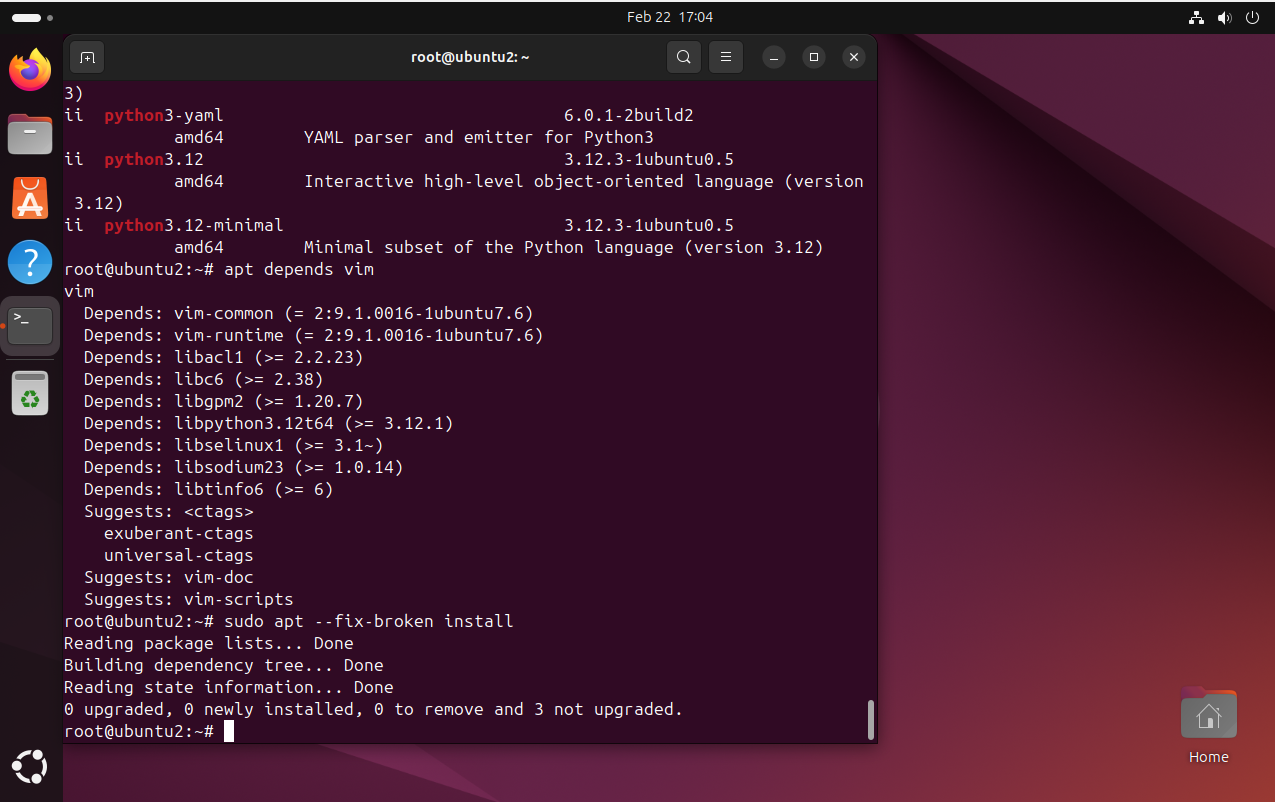 Feb 22 17:04
root@ubuntu2: ~
3)
ii python3-yaml 6.0.1-2build2
amd64 YAML parser and emitter for Python3
ii python3.12 3.12.3-1ubuntu0.5
amd64 Interactive high-level object-oriented language (version
3.12)
ii python3.12-minimal 3.12.3-1ubuntu0.5
amd64 Minimal subset of the Python language (version 3.12)
root@ubuntu2:~# apt depends vim
vim
Depends: vim-common (= 2:9.1.0016-1ubuntu7.6)
Depends: vim-runtime (= 2:9.1.0016-1ubuntu7.6)
Depends: libacl1 (>= 2.2.23)
Depends: libc6 (>= 2.38)
Depends: libgpm2 (>= 1.20.7)
Depends: libpython3.12t64 (>= 3.12.1)
Depends: libselinux1 (>= 3.1~)
Depends: libsodium23 (>= 1.0.14)
Depends: libtinfo6 (>= 6)
Suggests: <ctags>
exuberant-ctags
universal-ctags
Suggests: vim-doc
Suggests: vim-scripts
root@ubuntu2:~# sudo apt --fix-broken install
Reading package lists... Done
Building dependency tree... Done
Reading state information... Done
0 upgraded, 0 newly installed, 0 to remove and 3 not upgraded.
root@ubuntu2:~#
Home